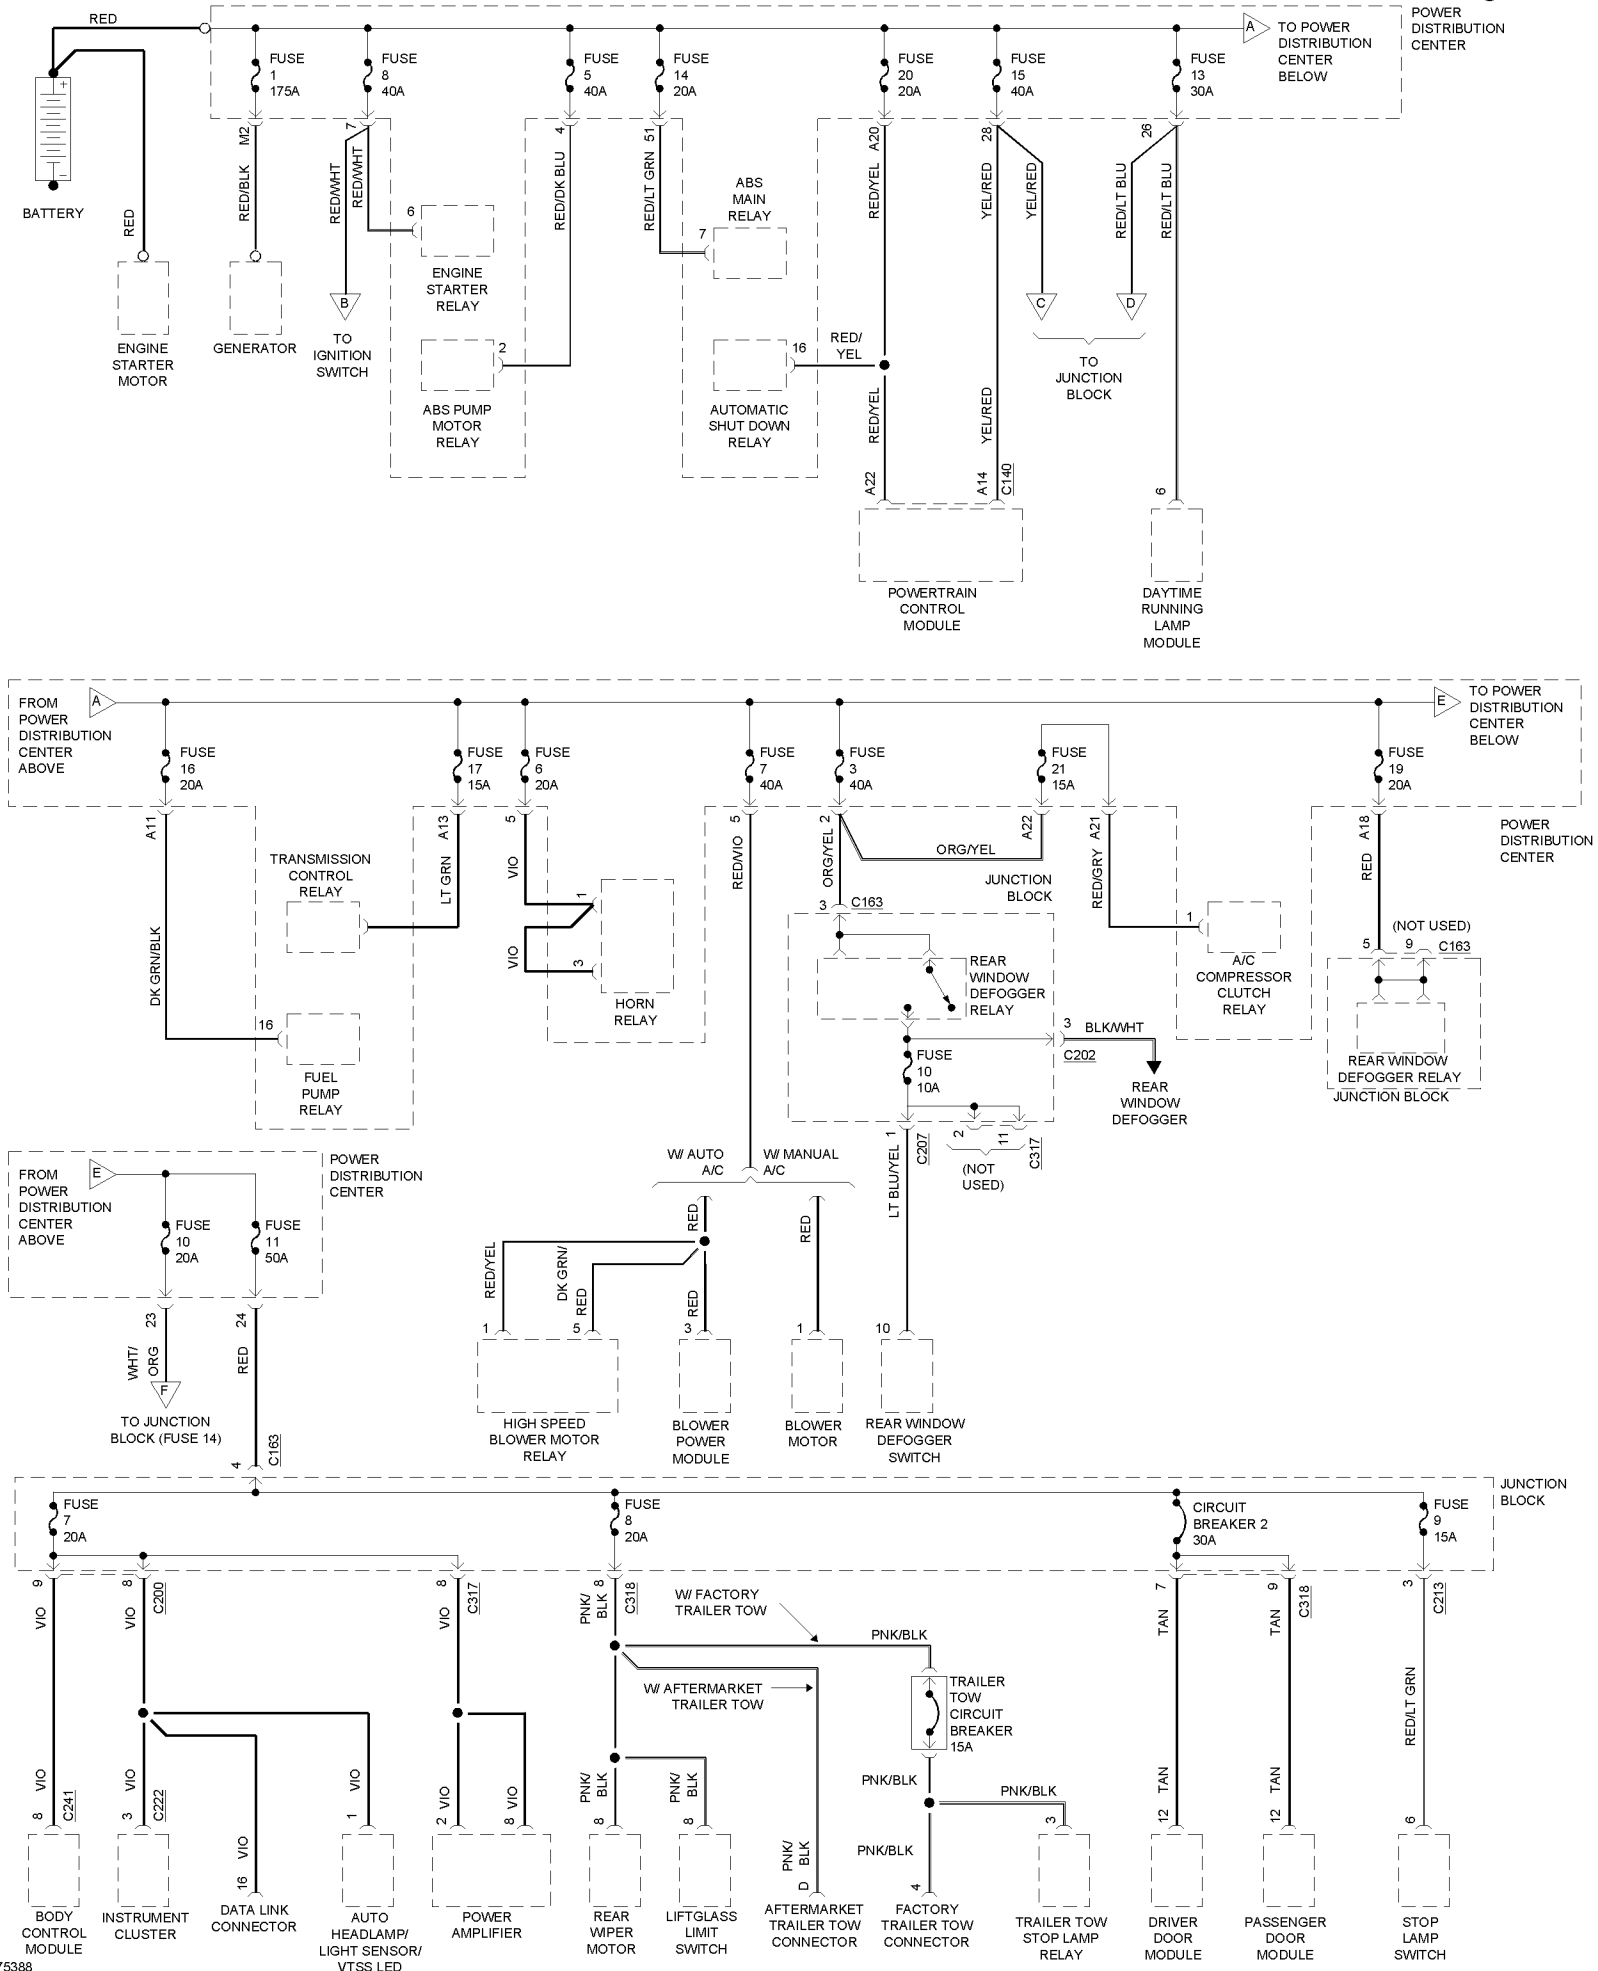 RED
A
TO POWER
DISTRIBUTION
CENTER
BELOW
POWER
DISTRIBUTION
CENTER
FUSE
1
175A
FUSE
8
40A
FUSE
5
40A
FUSE
14
20A
FUSE
20
20A
FUSE
15
40A
FUSE
13
30A
+
−
BATTERY
RED
M2
RED/BLK
7
RED/WHT
RED/WHT
4
RED/DK BLU
51
RED/LT GRN
A20
RED/YEL
28
YEL/RED
YEL/RED
26
RED/LT BLU
RED/LT BLU
6
ENGINE
STARTER
RELAY
ABS
MAIN
RELAY
7
B
TO
IGNITION
SWITCH
C
D
TO
JUNCTION
BLOCK
ENGINE
STARTER
MOTOR
GENERATOR
2
ABS PUMP
MOTOR
RELAY
16
RED/
YEL
AUTOMATIC
SHUT DOWN
RELAY
RED/YEL
YEL/RED
A22
A14
C140
6
POWERTRAIN
CONTROL
MODULE
DAYTIME
RUNNING
LAMP
MODULE
FROM
POWER
DISTRIBUTION
CENTER
ABOVE
A
E
TO POWER
DISTRIBUTION
CENTER
BELOW
FUSE
16
20A
FUSE
17
15A
FUSE
6
20A
FUSE
7
40A
FUSE
3
40A
FUSE
21
15A
FUSE
19
20A
POWER
DISTRIBUTION
CENTER
A11
A13
5
5
2
A22
A21
A18
DK GRN/BLK
TRANSMISSION
CONTROL
RELAY
LT GRN
VIO
VIO
1
3
HORN
RELAY
RED/VIO
ORG/YEL
ORG/YEL
JUNCTION
BLOCK
RED/GRY
RED
3
C163
1
A/C
COMPRESSOR
CLUTCH
RELAY
(NOT USED)
5
9
C163
REAR
WINDOW
DEFOGGER
RELAY
16
FUEL
PUMP
RELAY
FUSE
10
10A
3
BLK/WHT
C202
REAR
WINDOW
DEFOGGER
REAR WINDOW
DEFOGGER RELAY
JUNCTION BLOCK
1
C207
2
11
C317
(NOT
USED)
LT BLU/YEL
FROM
POWER
DISTRIBUTION
CENTER
ABOVE
E
POWER
DISTRIBUTION
CENTER
FUSE
10
20A
FUSE
11
50A
W/ AUTO
A/C
W/ MANUAL
A/C
RED
RED
RED/YEL
DK GRN/
RED
RED
23
24
WHT/
ORG
RED
F
TO JUNCTION
BLOCK (FUSE 14)
1
5
3
1
10
HIGH SPEED
BLOWER MOTOR
RELAY
BLOWER
POWER
MODULE
BLOWER
MOTOR
REAR WINDOW
DEFOGGER
SWITCH
4
C163
JUNCTION
BLOCK
FUSE
7
20A
FUSE
8
20A
CIRCUIT
BREAKER 2
30A
FUSE
9
15A
9
8
C200
8
C317
8
C318
7
9
C318
3
C213
VIO
VIO
VIO
PNK/
BLK
W/ FACTORY
TRAILER TOW
PNK/BLK
TAN
TAN
W/ AFTERMARKET
TRAILER TOW
TRAILER
TOW
CIRCUIT
BREAKER
15A
RED/LT GRN
PNK/BLK
PNK/BLK
VIO
VIO
VIO
VIO
VIO
PNK/
BLK
PNK/
BLK
TAN
TAN
8
C241
3
C222
1
2
8
8
8
3
12
12
6
VIO
16
PNK/
BLK
D
PNK/BLK
4
BODY
CONTROL
MODULE
INSTRUMENT
CLUSTER
DATA LINK
CONNECTOR
AUTO
HEADLAMP/
LIGHT SENSOR/
VTSS LED
POWER
AMPLIFIER
REAR
WIPER
MOTOR
LIFTGLASS
LIMIT
SWITCH
AFTERMARKET
TRAILER TOW
CONNECTOR
FACTORY
TRAILER TOW
CONNECTOR
TRAILER TOW
STOP LAMP
RELAY
DRIVER
DOOR
MODULE
PASSENGER
DOOR
MODULE
STOP
LAMP
SWITCH
75388